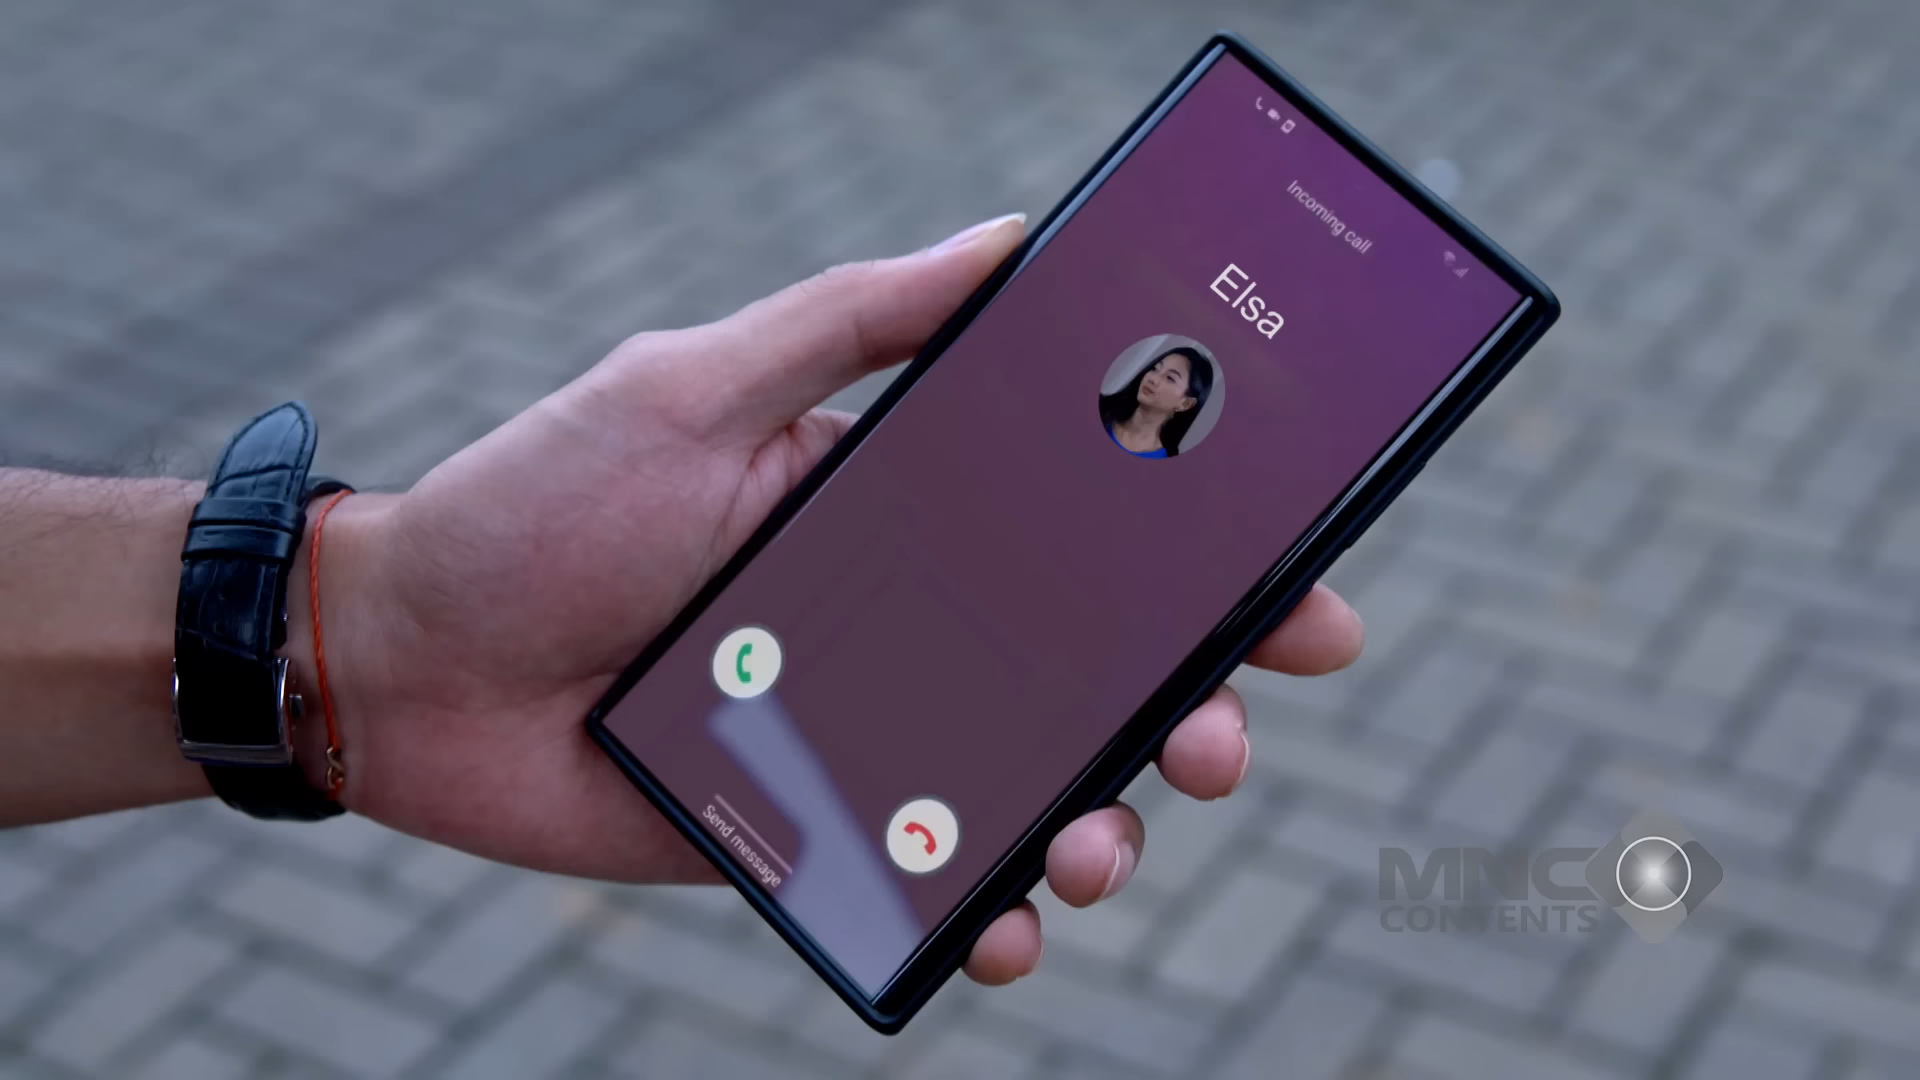 Incoming call
Elsa
Send message
MNC
CONTENTS